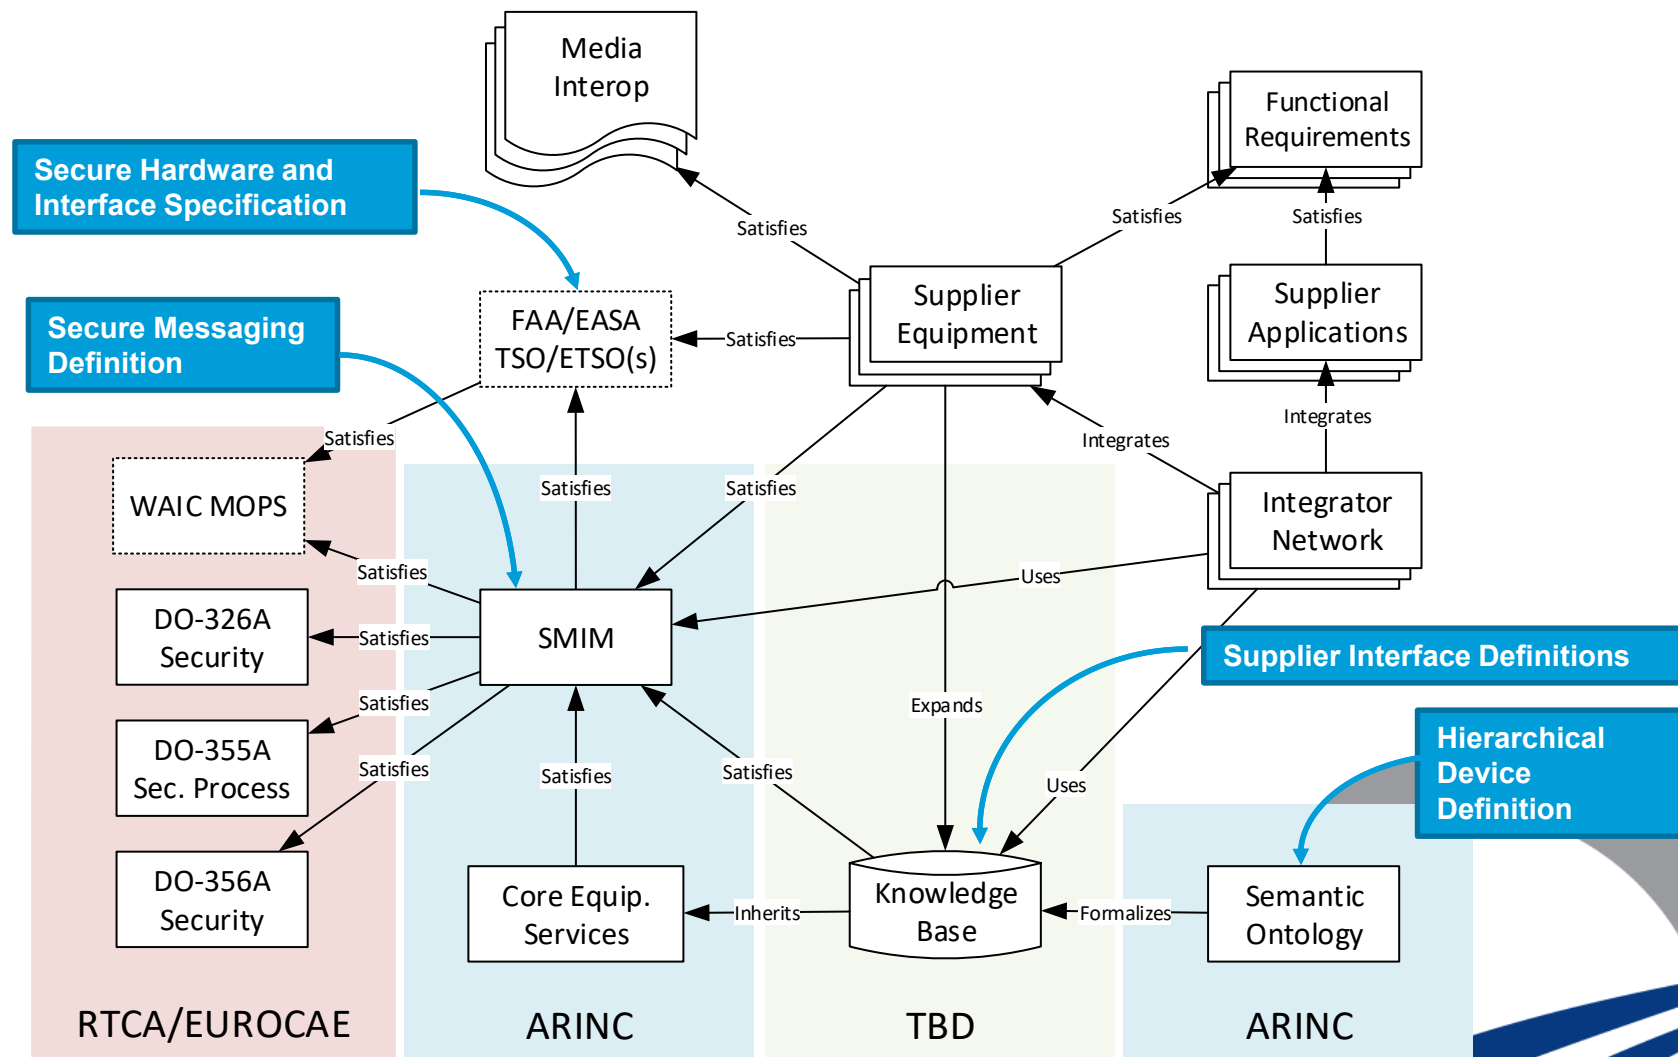 Media
Interop
Functional
Requirements
Secure Hardware and
Interface Specification
Satisfies
Satisfies
Satisfies
Supplier
Equipment
Supplier
Applications
Secure Messaging
Definition
FAA/EASA
TSO/ETSO(s)
Satisfies
Integrates
Integrates
Satisfies
WAIC MOPS
Satisfies
Satisfies
Integrator
Network
Satisfies
Uses
DO-326A
Security
Satisfies
SMIM
Supplier Interface Definitions
Satisfies
Expands
DO-355A
Sec. Process
Satisfies
Satisfies
Satisfies
Uses
Hierarchical
Device
Definition
DO-356A
Security
Core Equip.
Services
Inherits
Knowledge
Base
Formalizes
Semantic
Ontology
RTCA/EUROCAE
ARINC
TBD
ARINC